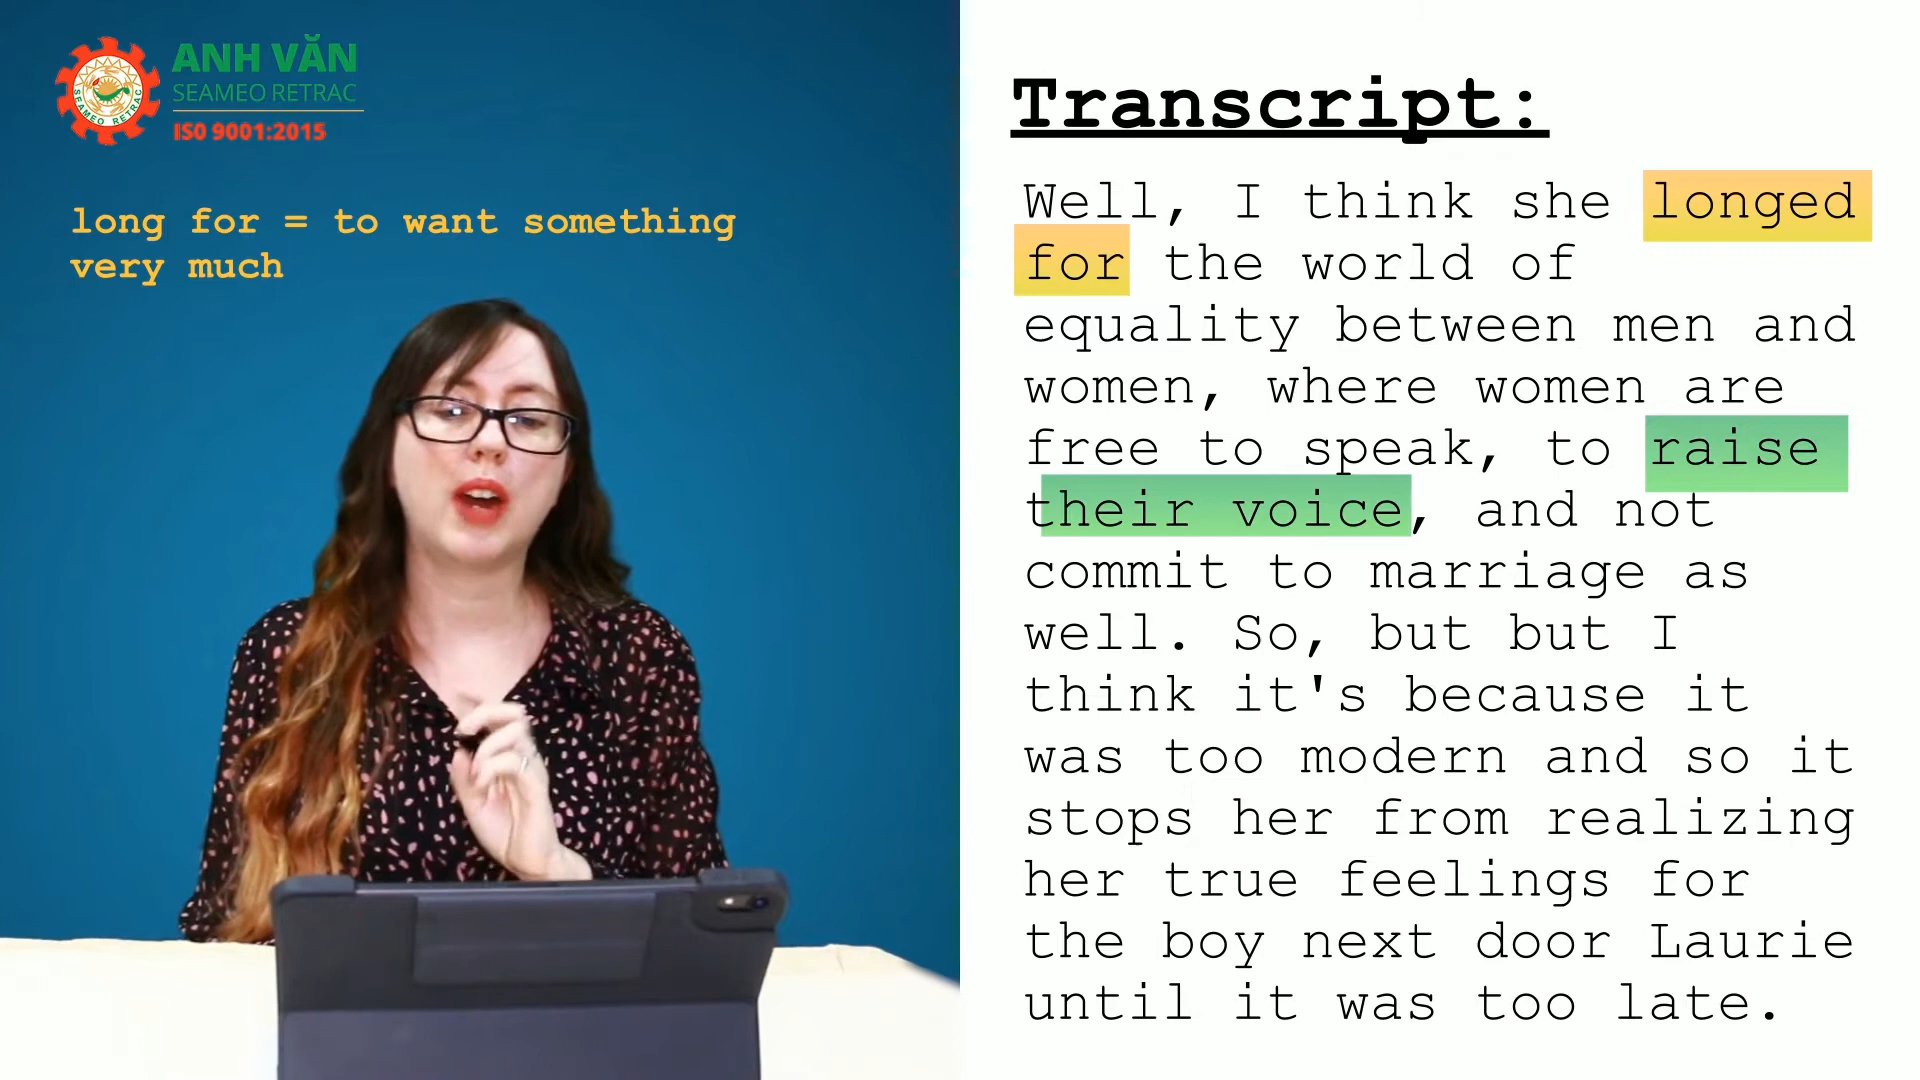 ANH VĂN
SEAMEO RETRAC
ISO 9001:2015
SEAMEO RETRAC
long for = to want something
very much
Transcript:
Well, I think she longed
for the world of
equality between men and
women, where women are
free to speak, to raise
their voice, and not
commit to marriage as
well. So, but but I
think it's because it
was too modern and so it
stops her from realizing
her true feelings for
the boy next door Laurie
until it was too late.